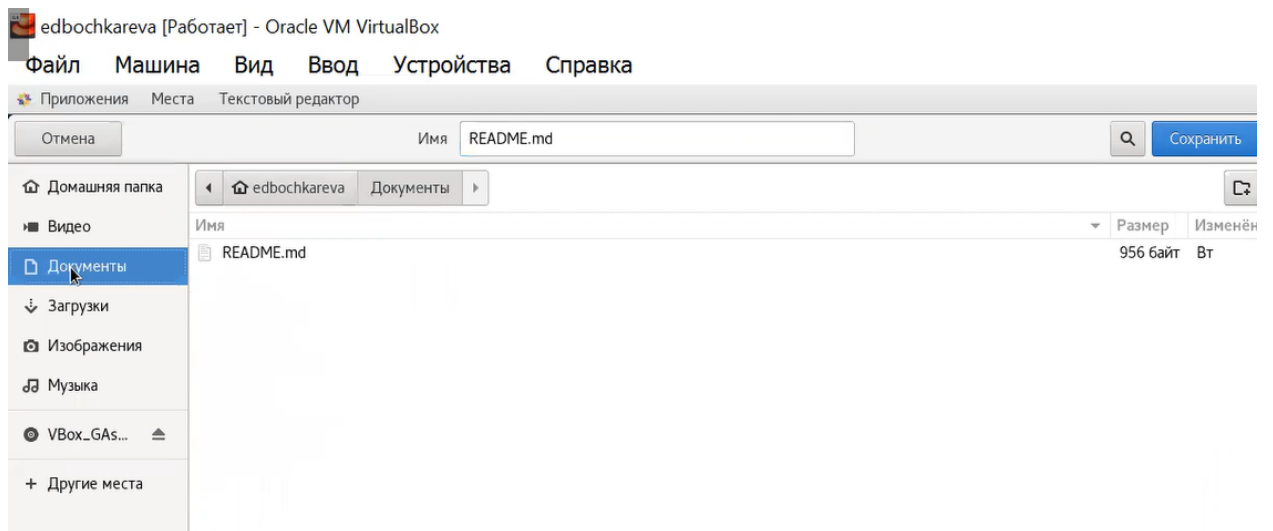 edbochkareva [Работает] - Oracle VM VirtualBox
Файл Машина Вид Ввод Устройства Справка
Приложения Места Текстовый редактор
Отмена Имя README.md Сохранить
Домашняя папка edbochkareva Документы
Видео Имя Размер Изменён
README.md 956 байт Вт
Документы
Загрузки
Изображения
Музыка
VBox_GAs...
Другие места